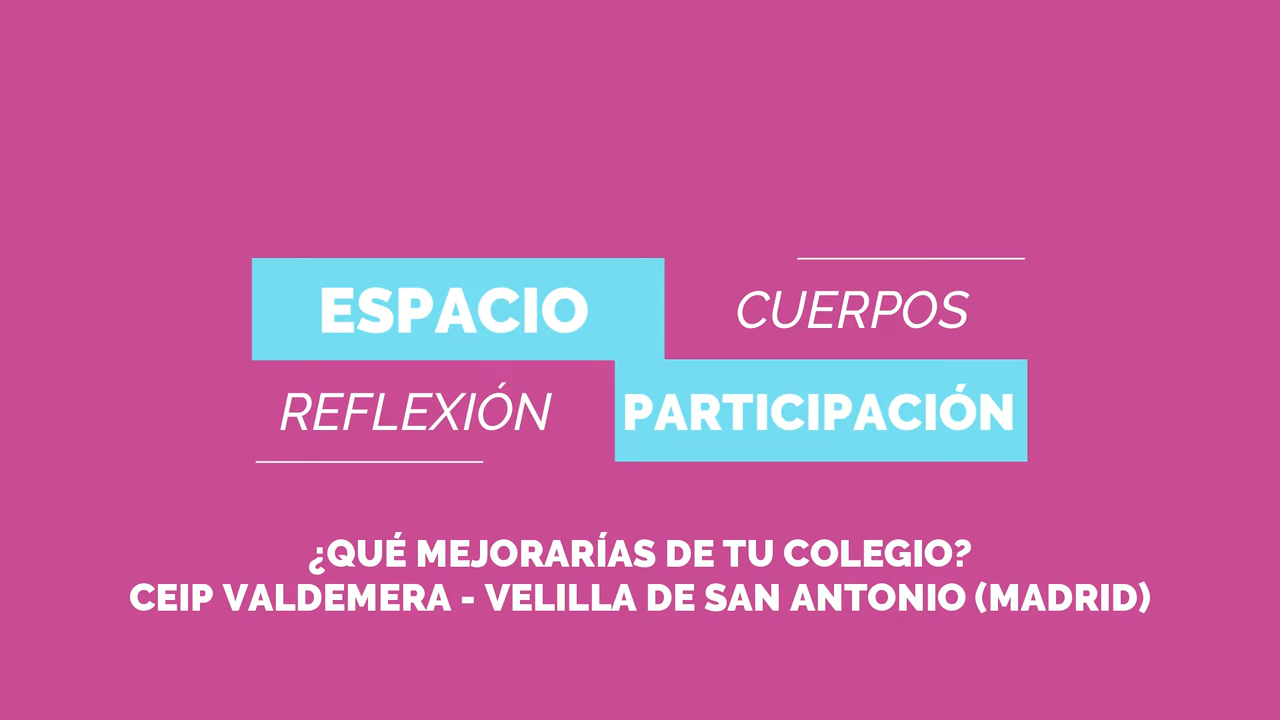 ESPACIO
CUERPOS
REFLEXIÓN
PARTICIPACIÓN
¿QUÉ MEJORARÍAS DE TU COLEGIO?
CEIP VALDEMERA - VELILLA DE SAN ANTONIO (MADRID)